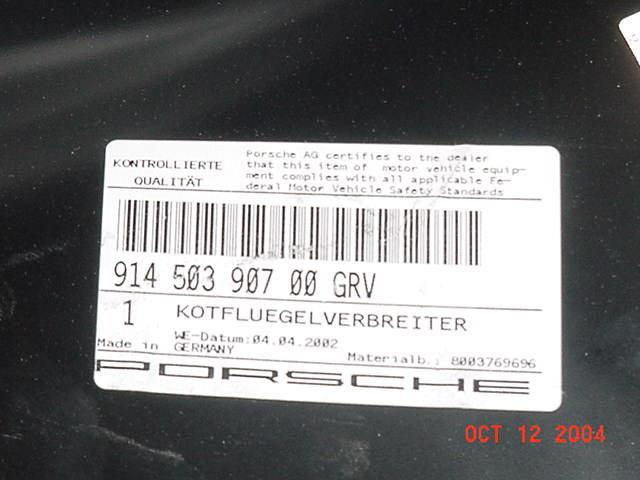 KONTROLLIERTE
QUALITÄT
Porsche AG certifies to the dealer
that this item of motor vehicle equip-
ment complies with all applicable Fe-
deral Motor Vehicle Safety Standards
914 503 907 00 GRV
1 KOTFLUEGELVERBREITER
WE-Datum:04.04.2002
Made in GERMANY
Materialb.: 8003769696
PORSCHE
OCT 12 2004